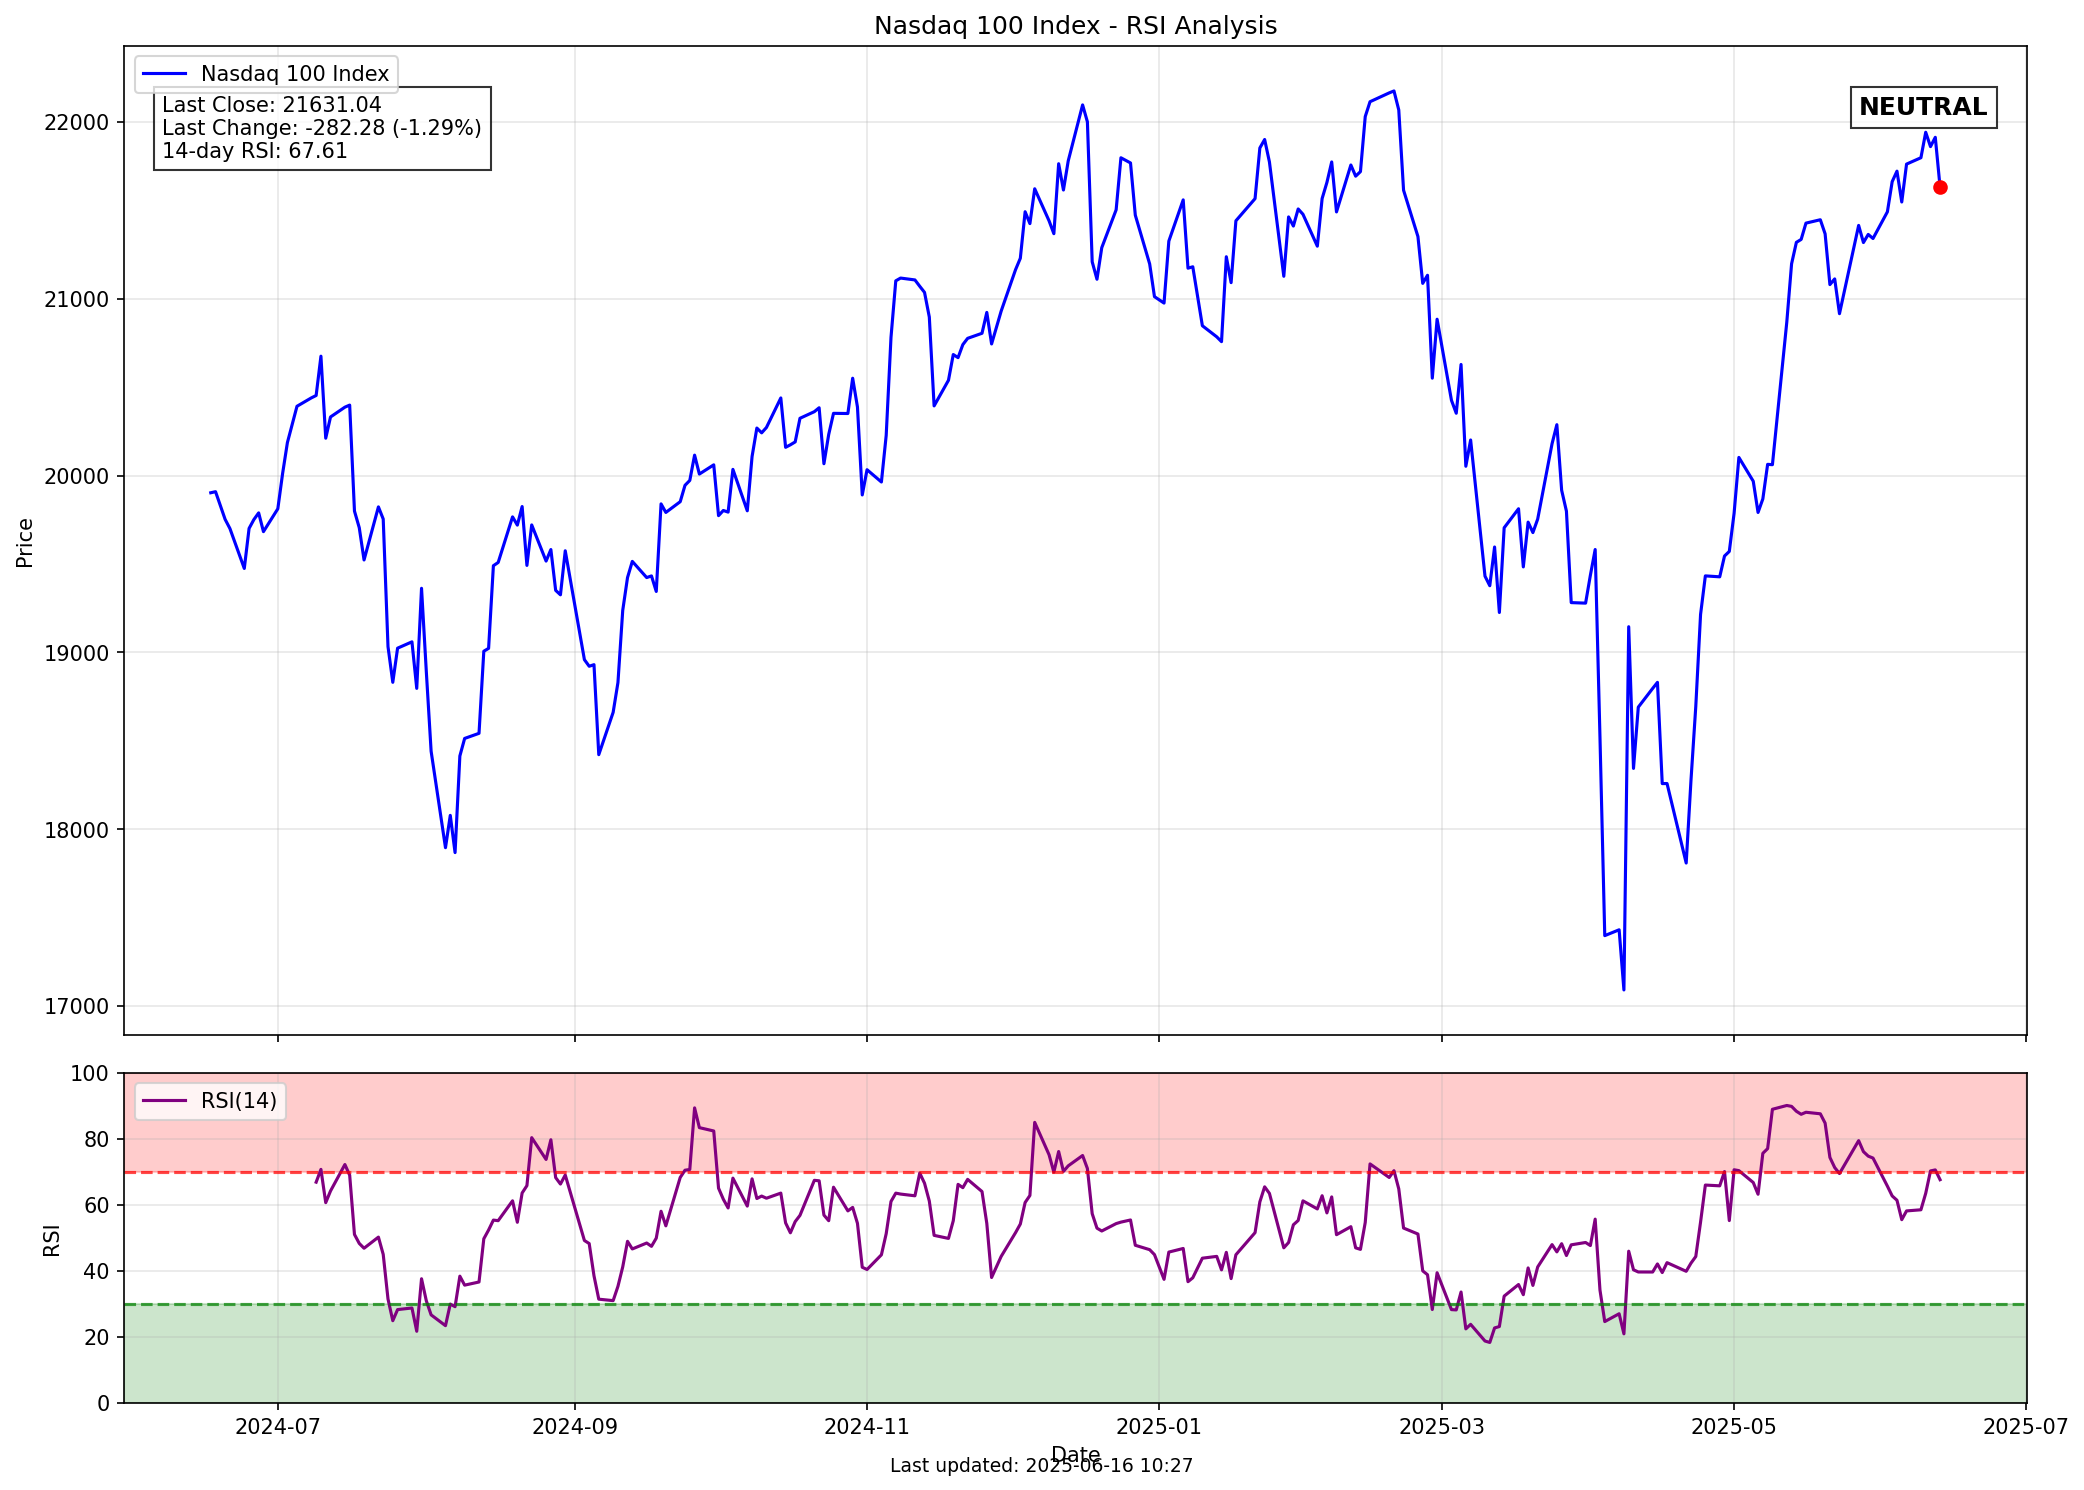 Nasdaq 100 Index - RSI Analysis
Nasdaq 100 Index
Last Close: 21631.04
Last Change: -282.28 (-1.29%)
14-day RSI: 67.61
NEUTRAL
Price
22000
21000
20000
19000
18000
17000
RSI(14)
RSI
100
80
60
40
20
0
2024-07
2024-09
2024-11
2025-01
2025-03
2025-05
2025-07
Date
Last updated: 2025-06-16 10:27